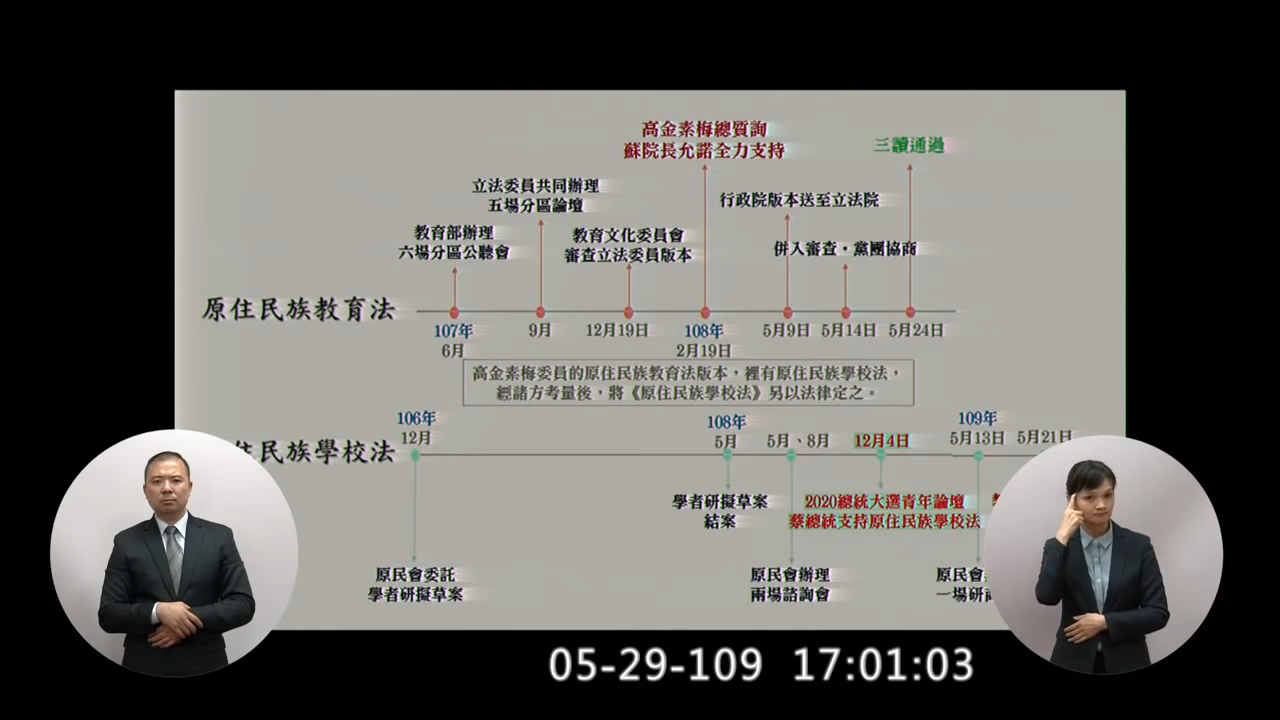 高金素梅總質詢
蘇院長允諾全力支持
三讀通過
立法委員共同辦理
五場分區論壇
行政院版本送至立法院
教育部辦理
六場分區公聽會
教育文化委員會
審查立法委員版本
併入審查·黨團協商
原住民族教育法
107年
6月
9月
12月19日
108年
2月19日
5月9日
5月14日
5月24日
高金素梅委員的原住民族教育法版本，裡有原住民族學校法，
經諸方考量後，將《原住民族學校法》另以法律定之。
106年
12月
108年
5月
5月、8月
12月4日
109年
5月13日
5月21日
住民族學校法
學者研擬草案
結案
2020總統大選青年論壇
蔡總統支持原住民族學校法
原民會委託
學者研擬草案
原民會辦理
兩場諮詢會
原民會
一場研
05-29-109 17:01:03